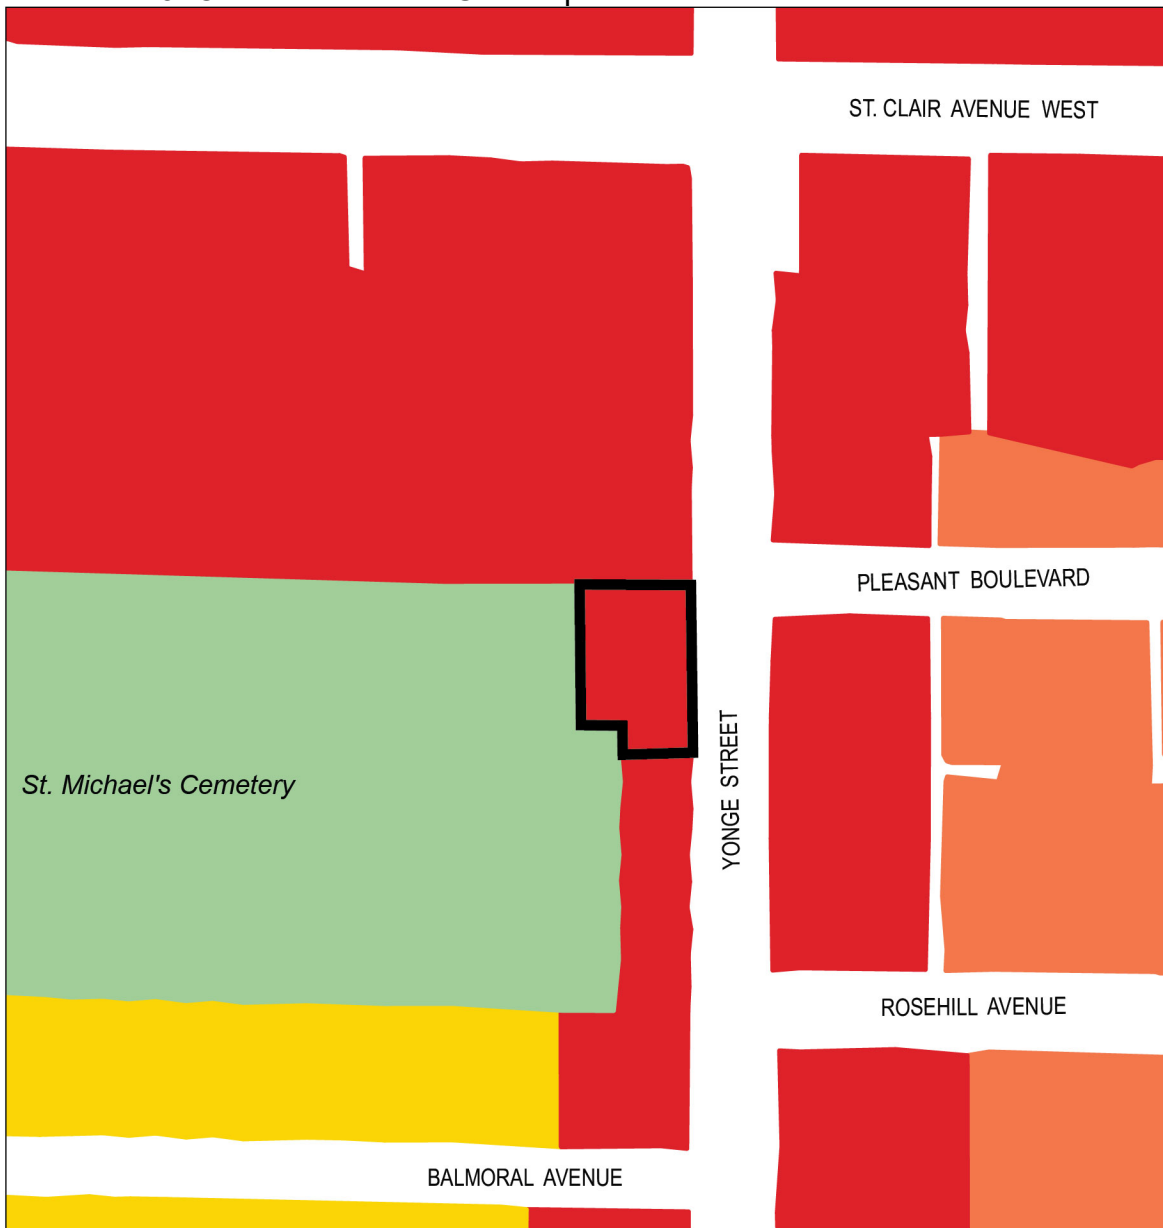 ST. CLAIR AVENUE WEST
PLEASANT BOULEVARD
YONGE STREET
St. Michael's Cemetery
ROSEHILL AVENUE
BALMORAL AVENUE